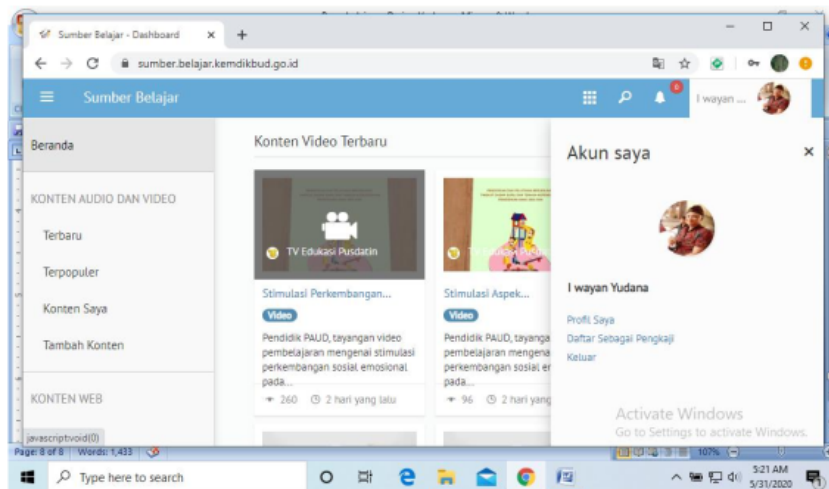 Sumber Belajar - Dashboard
sumber.belajar.kemdikbud.go.id
Sumber Belajar
0
I wayan ...
Beranda
KONTEN AUDIO DAN VIDEO
Terbaru
Terpopuler
Konten Saya
Tambah Konten
KONTEN WEB
javascript:void(0)
Konten Video Terbaru
TV Edukasi Pusdatin
Stimulasi Perkembangan...
Video
Pendidik PAUD, tayangan video
pembelajaran mengenai stimulasi
perkembangan sosial emosional
pada...
260 2 hari yang lalu
Stimulasi Aspek...
Video
Pendidik PAUD, tayanga
pembelajaran mengena
perkembangan sosial er
pada...
96 2 hari yang
Akun saya
I wayan Yudana
Profil Saya
Daftar Sebagai Pengkaji
Keluar
Activate Windows
Go to Settings to activate Windows.
Page: 8 of 8 Words: 1,433
107%
Type here to search
5:21 AM
5/31/2020